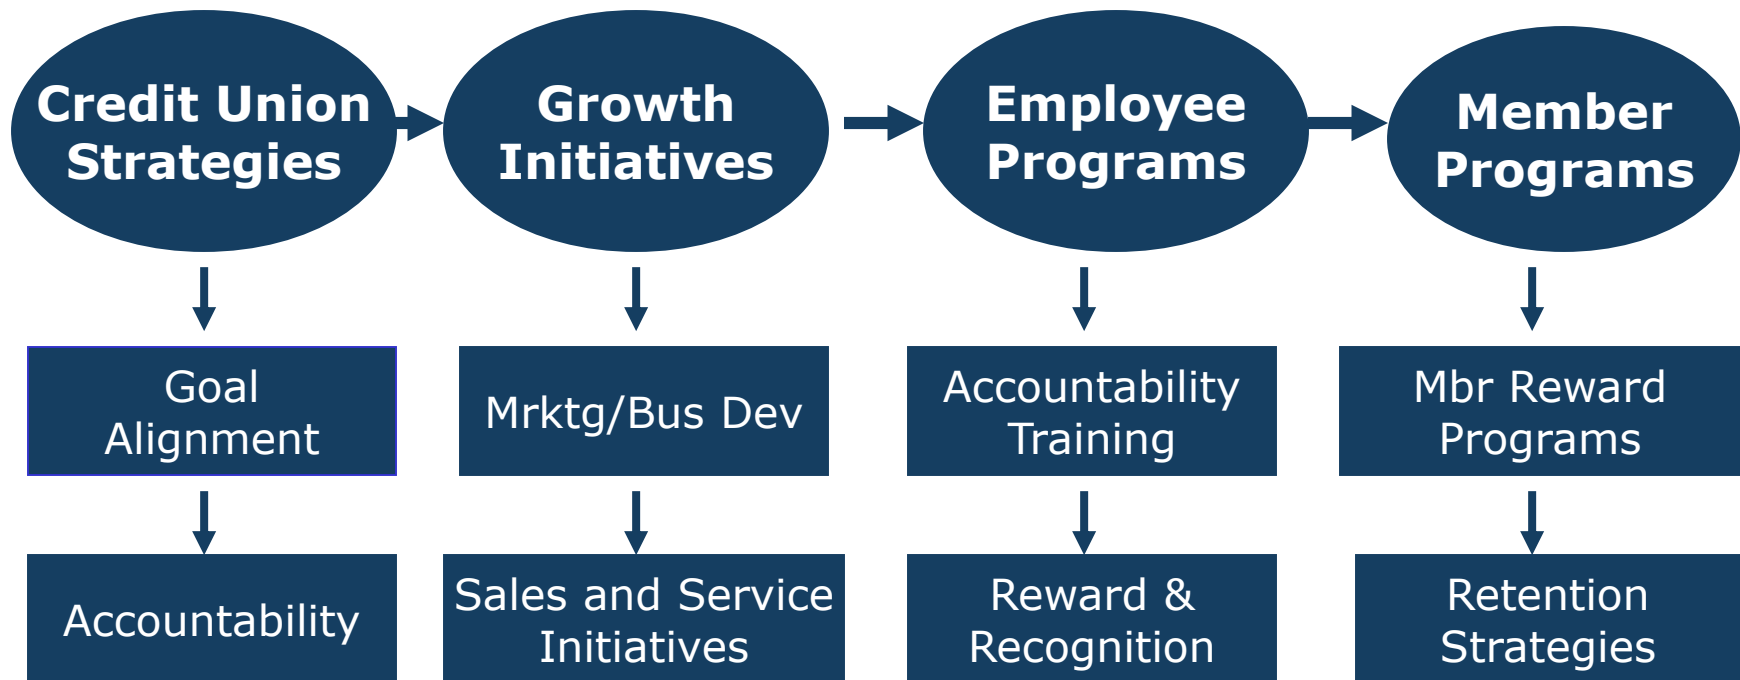 Credit Union
Strategies
Growth
Initiatives
Employee
Programs
Member
Programs
Goal
Alignment
Mrktg/Bus Dev
Accountability
Training
Mbr Reward
Programs
Accountability
Sales and Service
Initiatives
Reward &
Recognition
Retention
Strategies